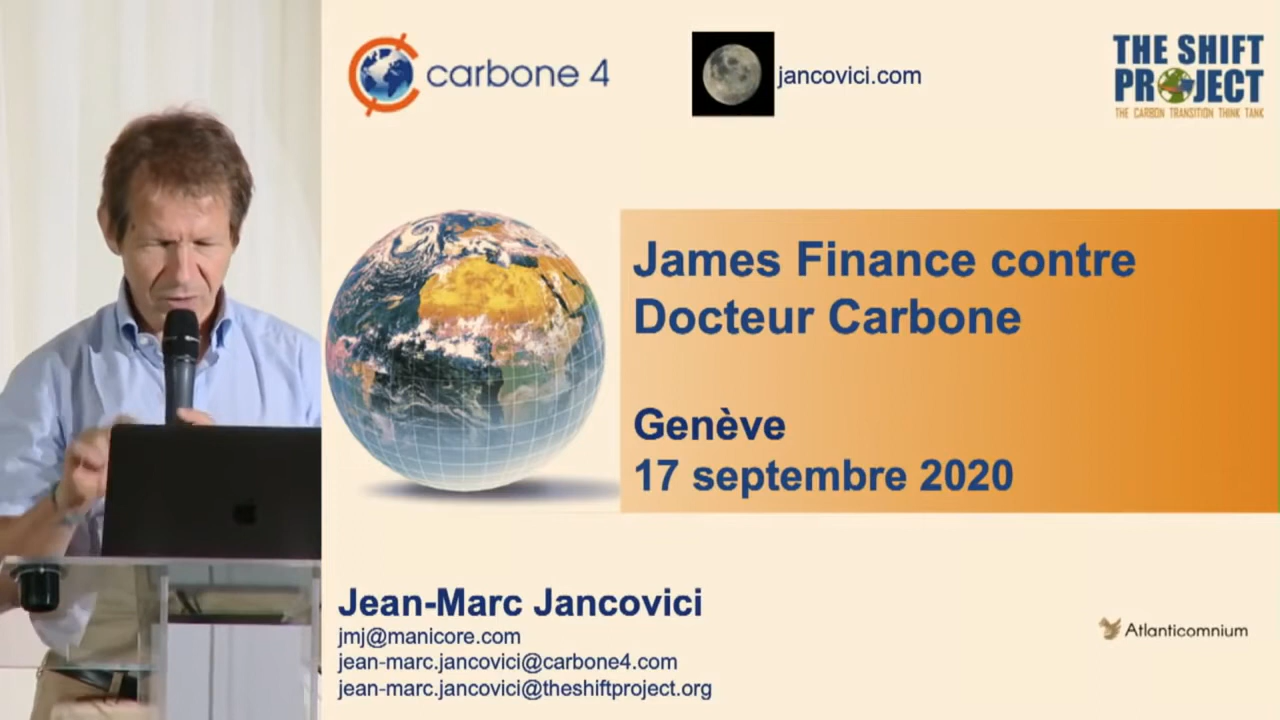 carbone 4
jancovici.com
THE SHIFT
PROJECT
THE CARBON TRANSITION THINK TANK
James Finance contre
Docteur Carbone
Genève
17 septembre 2020
Jean-Marc Jancovici
jmj@manicore.com
jean-marc.jancovici@carbone4.com
jean-marc.jancovici@theshiftproject.org
Atlanticomnium